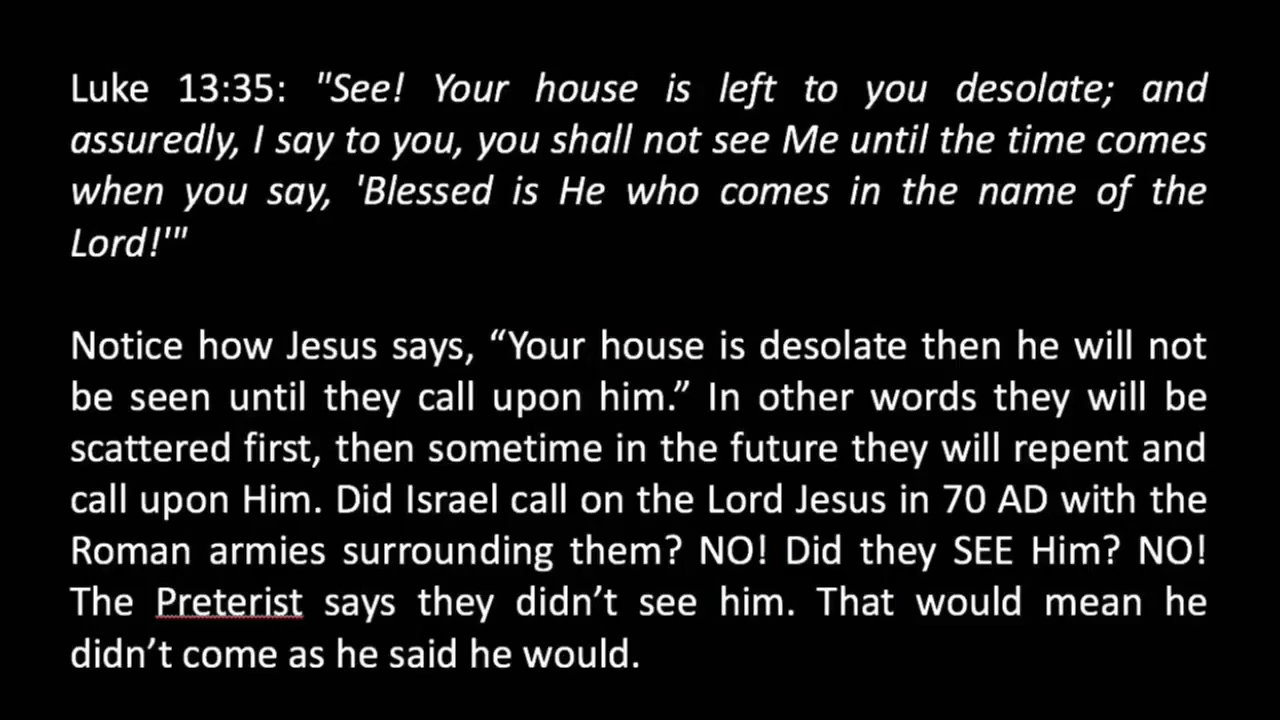 Luke 13:35: "See! Your house is left to you desolate; and
assuredly, I say to you, you shall not see Me until the time comes
when you say, 'Blessed is He who comes in the name of the
Lord!'"
Notice how Jesus says, “Your house is desolate then he will not
be seen until they call upon him.” In other words they will be
scattered first, then sometime in the future they will repent and
call upon Him. Did Israel call on the Lord Jesus in 70 AD with the
Roman armies surrounding them? NO! Did they SEE Him? NO!
The Preterist says they didn’t see him. That would mean he
didn’t come as he said he would.